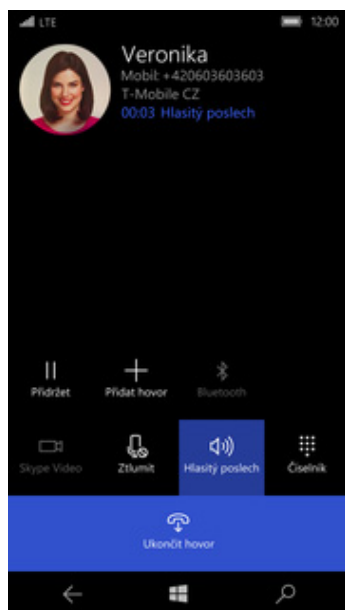 LTE 12:00
Veronika
Mobil: +420603603603
T-Mobile CZ
00:03 Hlasitý poslech
Přidržet Přidat hovor Bluetooth
Skype Video Ztlumit Hlasitý poslech Číselník
Ukončit hovor